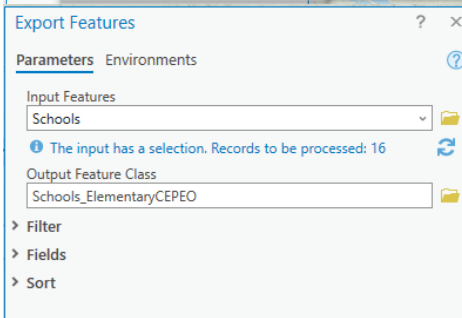 Export Features ? ×
Parameters Environments
Input Features
Schools
The input has a selection. Records to be processed: 16
Output Feature Class
Schools_ElementaryCEPEO
> Filter
> Fields
> Sort